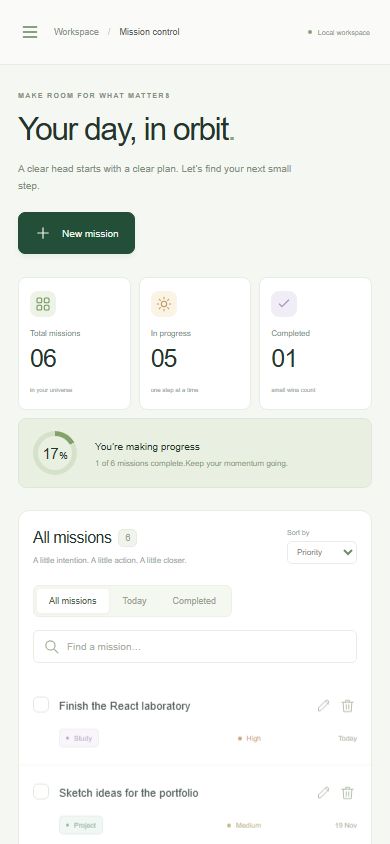 Workspace / Mission control
Local workspace
MAKE ROOM FOR WHAT MATTERS
Your day, in orbit.
A clear head starts with a clear plan. Let's find your next small
step.
New mission
Total missions
06
in your universe
In progress
05
one step at a time
Completed
01
small wins count
17%
You're making progress
1 of 6 missions complete.Keep your momentum going.
All missions 6
A little intention. A little action. A little closer.
Sort by
Priority
All missions Today Completed
Find a mission...
Finish the React laboratory
Study High Today
Sketch ideas for the portfolio
Project Medium 19 Nov